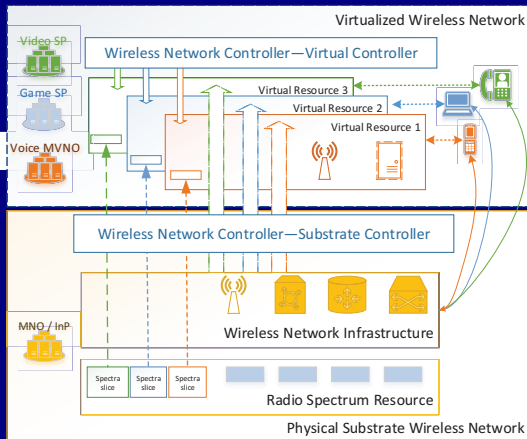 Virtualized Wireless Network
Video SP
Wireless Network Controller—Virtual Controller
Game SP
Virtual Resource 3
Virtual Resource 2
Virtual Resource 1
Voice MVNO
Wireless Network Controller—Substrate Controller
MNO / InP
Wireless Network Infrastructure
Spectra
slice
Spectra
slice
Spectra
slice
Radio Spectrum Resource
Physical Substrate Wireless Network